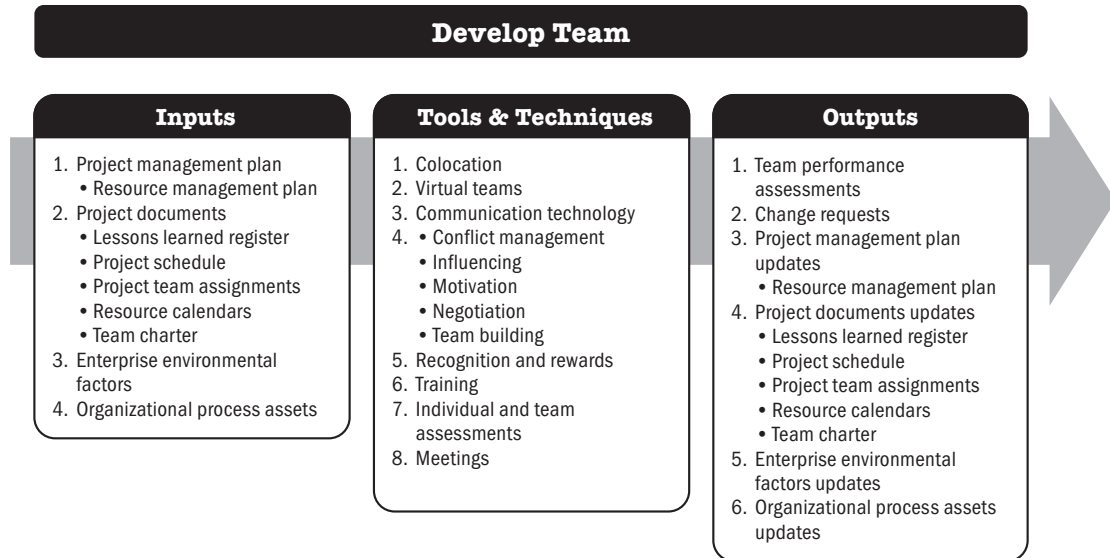 Develop Team
Inputs
1. Project management plan
• Resource management plan
2. Project documents
• Lessons learned register
• Project schedule
• Project team assignments
• Resource calendars
• Team charter
3. Enterprise environmental
factors
4. Organizational process assets
Tools & Techniques
1. Colocation
2. Virtual teams
3. Communication technology
4. • Conflict management
• Influencing
• Motivation
• Negotiation
• Team building
5. Recognition and rewards
6. Training
7. Individual and team
assessments
8. Meetings
Outputs
1. Team performance
assessments
2. Change requests
3. Project management plan
updates
• Resource management plan
4. Project documents updates
• Lessons learned register
• Project schedule
• Project team assignments
• Resource calendars
• Team charter
5. Enterprise environmental
factors updates
6. Organizational process assets
updates